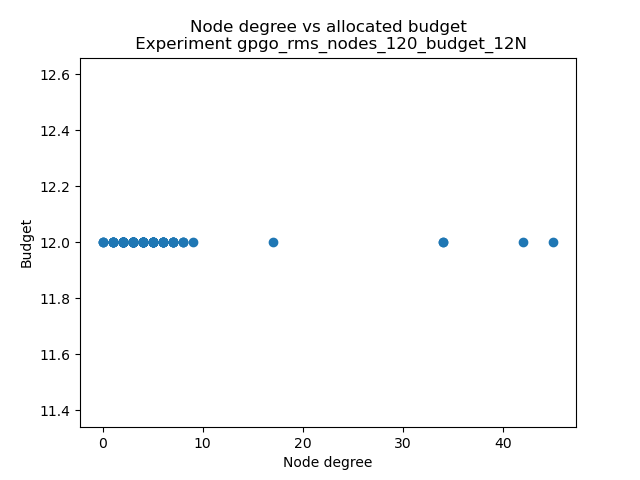 Node degree vs allocated budget
Experiment gpgo_rms_nodes_120_budget_12N
12.6
12.4
12.2
12.0
11.8
11.6
11.4
Budget
0 10 20 30 40
Node degree